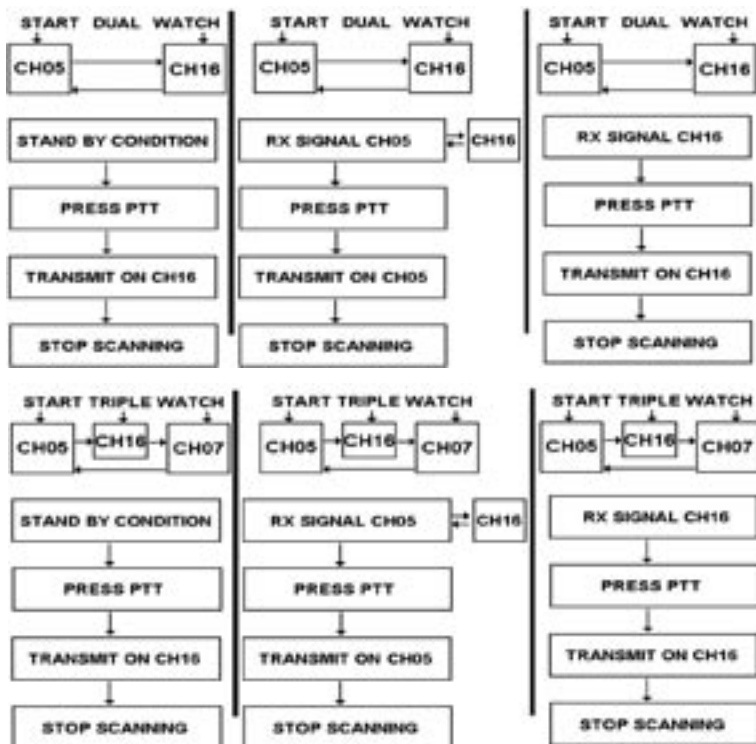 START DUAL WATCH
CH05
CH16
STAND BY CONDITION
PRESS PTT
TRANSMIT ON CH16
STOP SCANNING
START DUAL WATCH
CH05
CH16
RX SIGNAL CH05
CH16
PRESS PTT
TRANSMIT ON CH05
STOP SCANNING
START DUAL WATCH
CH05
CH16
RX SIGNAL CH16
PRESS PTT
TRANSMIT ON CH16
STOP SCANNING
START TRIPLE WATCH
CH05
CH16
CH07
STAND BY CONDITION
PRESS PTT
TRANSMIT ON CH16
STOP SCANNING
START TRIPLE WATCH
CH05
CH16
CH07
RX SIGNAL CH05
CH16
PRESS PTT
TRANSMIT ON CH05
STOP SCANNING
START TRIPLE WATCH
CH05
CH16
CH07
RX SIGNAL CH16
PRESS PTT
TRANSMIT ON CH16
STOP SCANNING